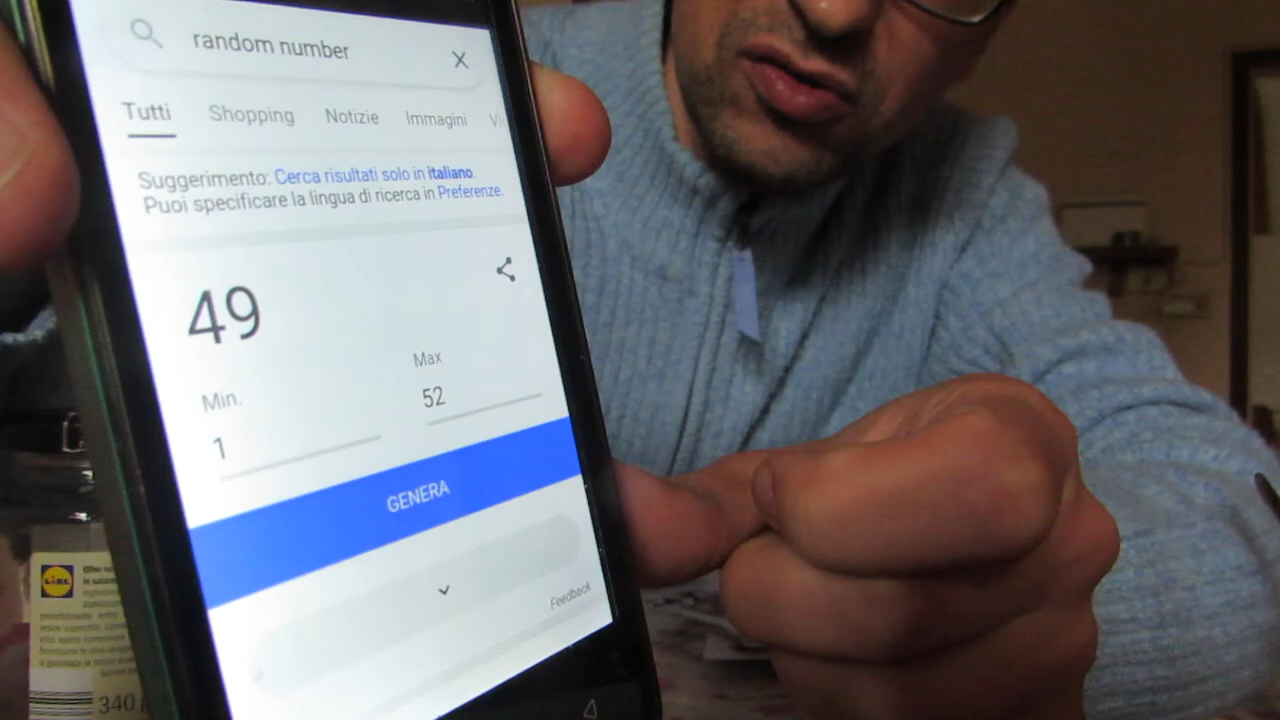 random number
Tutti Shopping Notizie Immagini
Suggerimento: Cerca risultati solo in italiano.
Puoi specificare la lingua di ricerca in Preferenze.
49
Min.
Max
1
52
GENERA
Feedback
LIDL
340